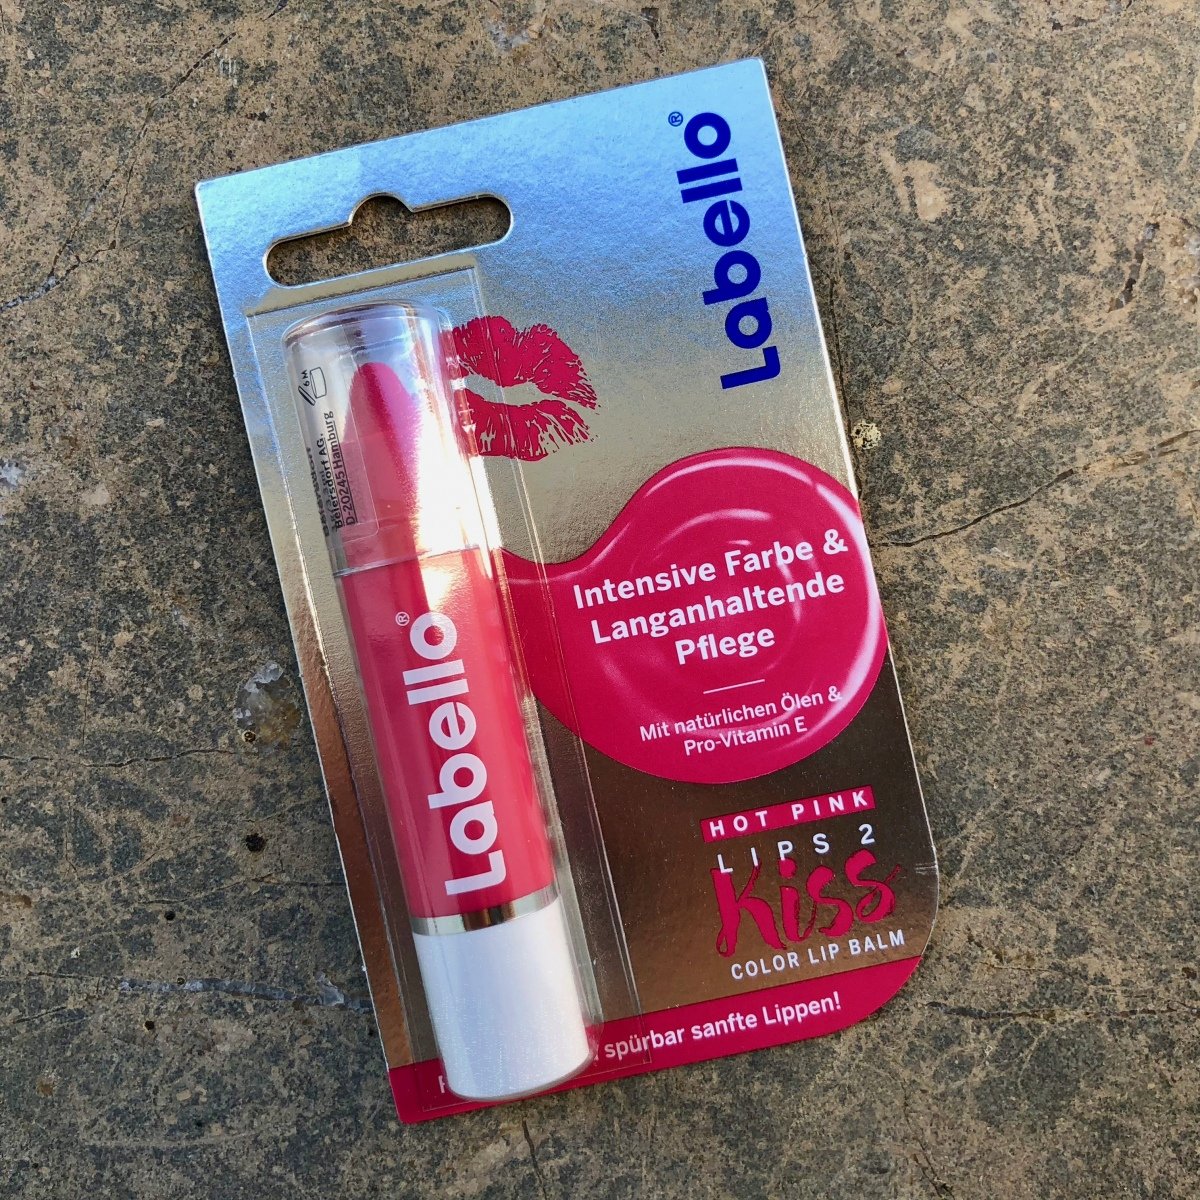 Labello®
6M
Beiersdorf AG,
D-20245 Hamburg
Labello®
Intensive Farbe &
Langanhaltende
Pflege
Mit natürlichen Ölen &
Pro-Vitamin E
HOT PINK
LIPS 2
Kiss
COLOR LIP BALM
spürbar sanfte Lippen!